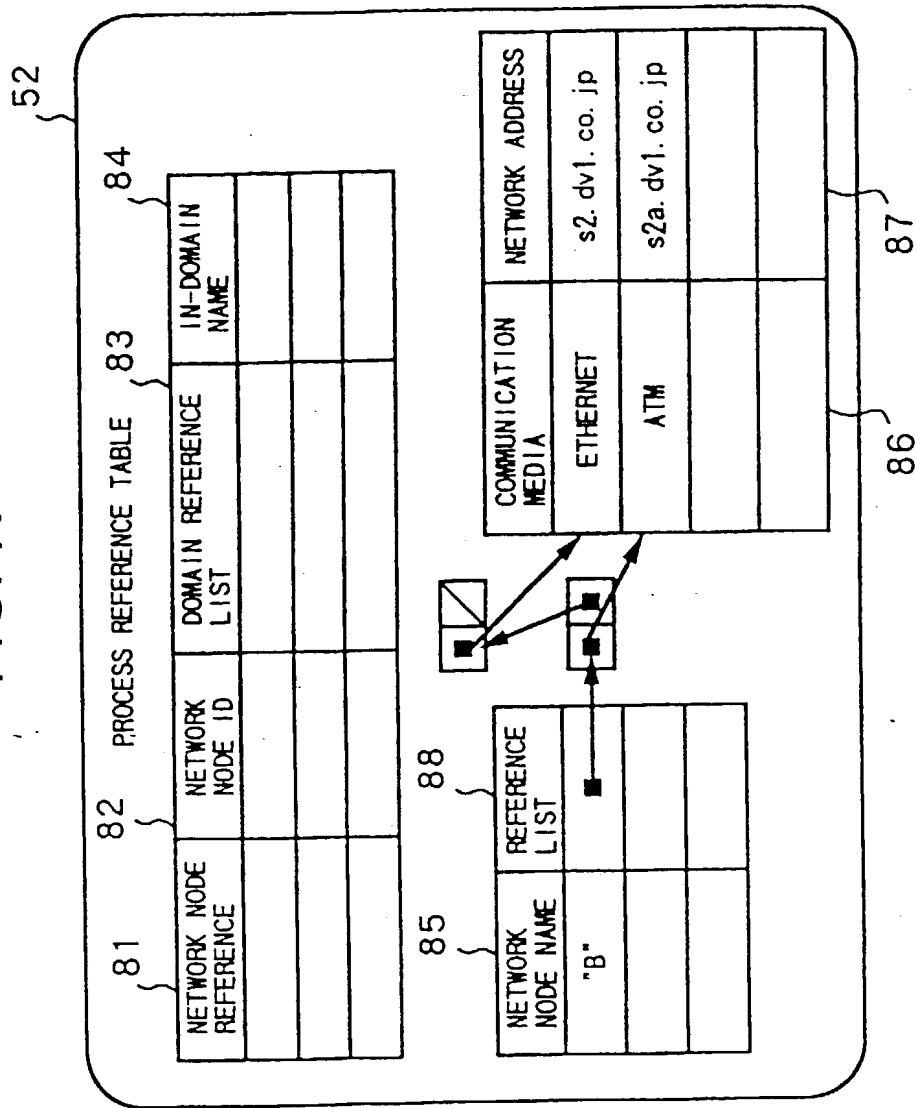 52
PROCESS REFERENCE TABLE
81
82
83
84
NETWORK NODE
REFERENCE
NETWORK
NODE ID
DOMAIN REFERENCE
LIST
IN-DOMAIN
NAME
85
88
NETWORK
NODE NAME
REFERENCE
LIST
"B"
COMMUNICATION
MEDIA
NETWORK ADDRESS
ETHERNET
s2. dv1. co. jp
ATM
s2a. dv1. co. jp
86
87